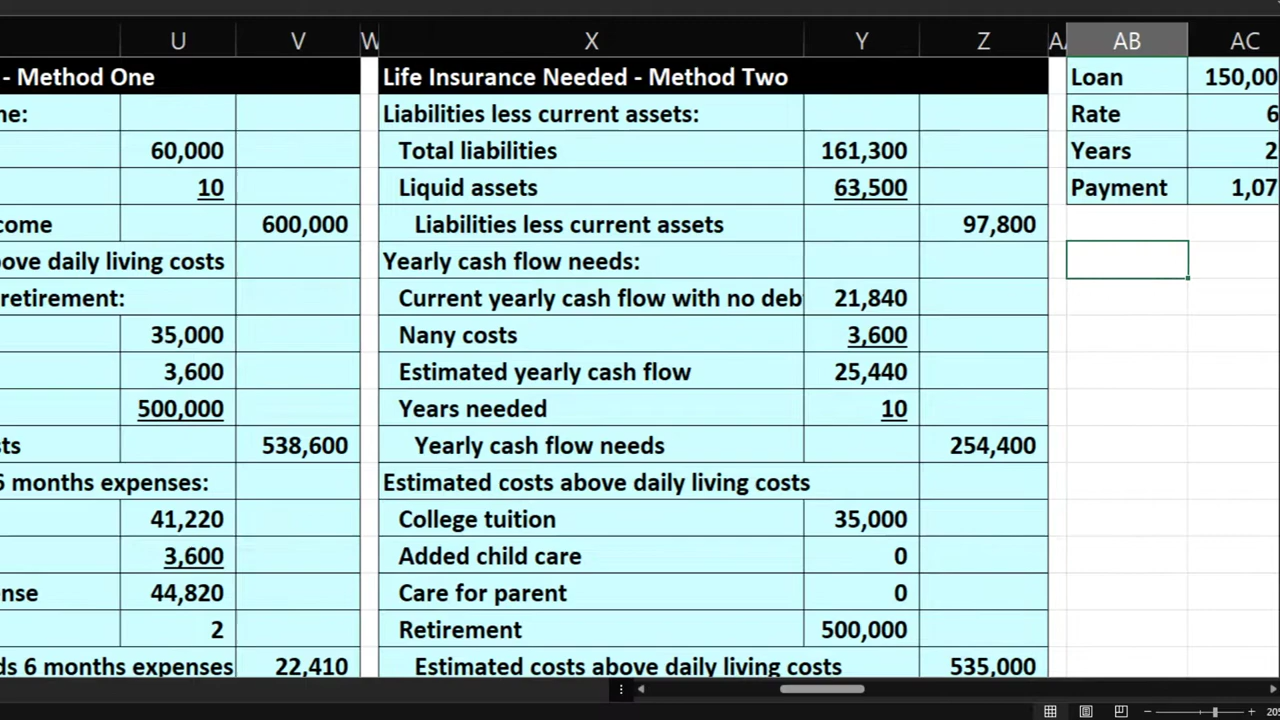 U V W X Y Z AB AC
- Method One Life Insurance Needed - Method Two Loan 150,00
ne: Liabilities less current assets: Rate 6
60,000 Total liabilities 161,300 Years 2
10 Liquid assets 63,500 Payment 1,07
come 600,000 Liabilities less current assets 97,800
ove daily living costs Yearly cash flow needs:
retirement: Current yearly cash flow with no deb 21,840
35,000 Nany costs 3,600
3,600 Estimated yearly cash flow 25,440
500,000 Years needed 10
sts 538,600 Yearly cash flow needs 254,400
6 months expenses: Estimated costs above daily living costs
41,220 College tuition 35,000
3,600 Added child care 0
nse 44,820 Care for parent 0
2 Retirement 500,000
ds 6 months expenses 22,410 Estimated costs above daily living costs 535,000